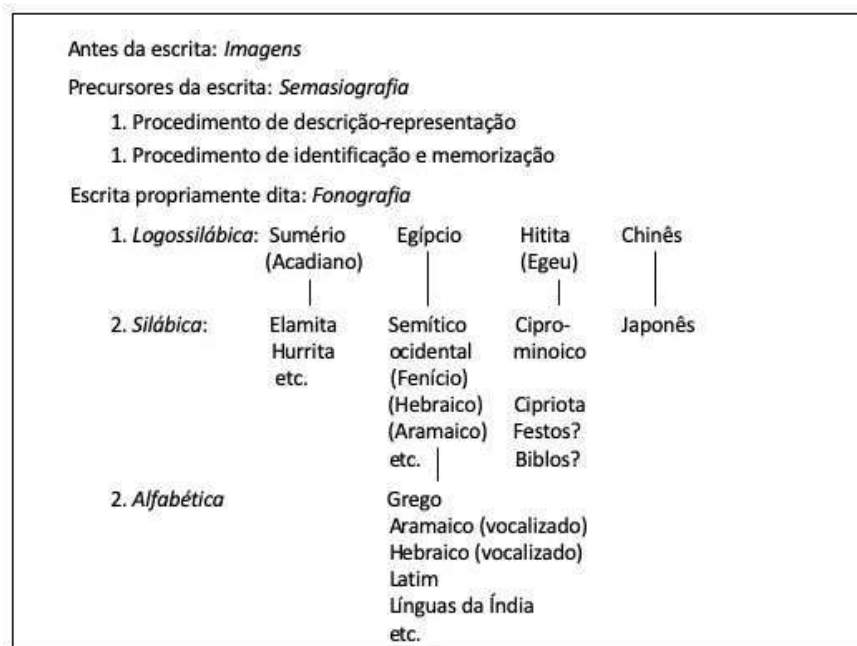 Antes da escrita: Imagens
Precursores da escrita: Semasiografia
1. Procedimento de descrição-representação
1. Procedimento de identificação e memorização
Escrita propriamente dita: Fonografia
1. Logossilábica: Sumério Egípcio Hitita Chinês
(Acadiano) (Egeu)
2. Silábica: Elamita Semítico Cipro- Japonês
Hurrita ocidental minoico
etc. (Fenício)
(Hebraico) Cipriota
(Aramaico) Festos?
etc. Biblos?
2. Alfabética Grego
Aramaico (vocalizado)
Hebraico (vocalizado)
Latim
Línguas da Índia
etc.